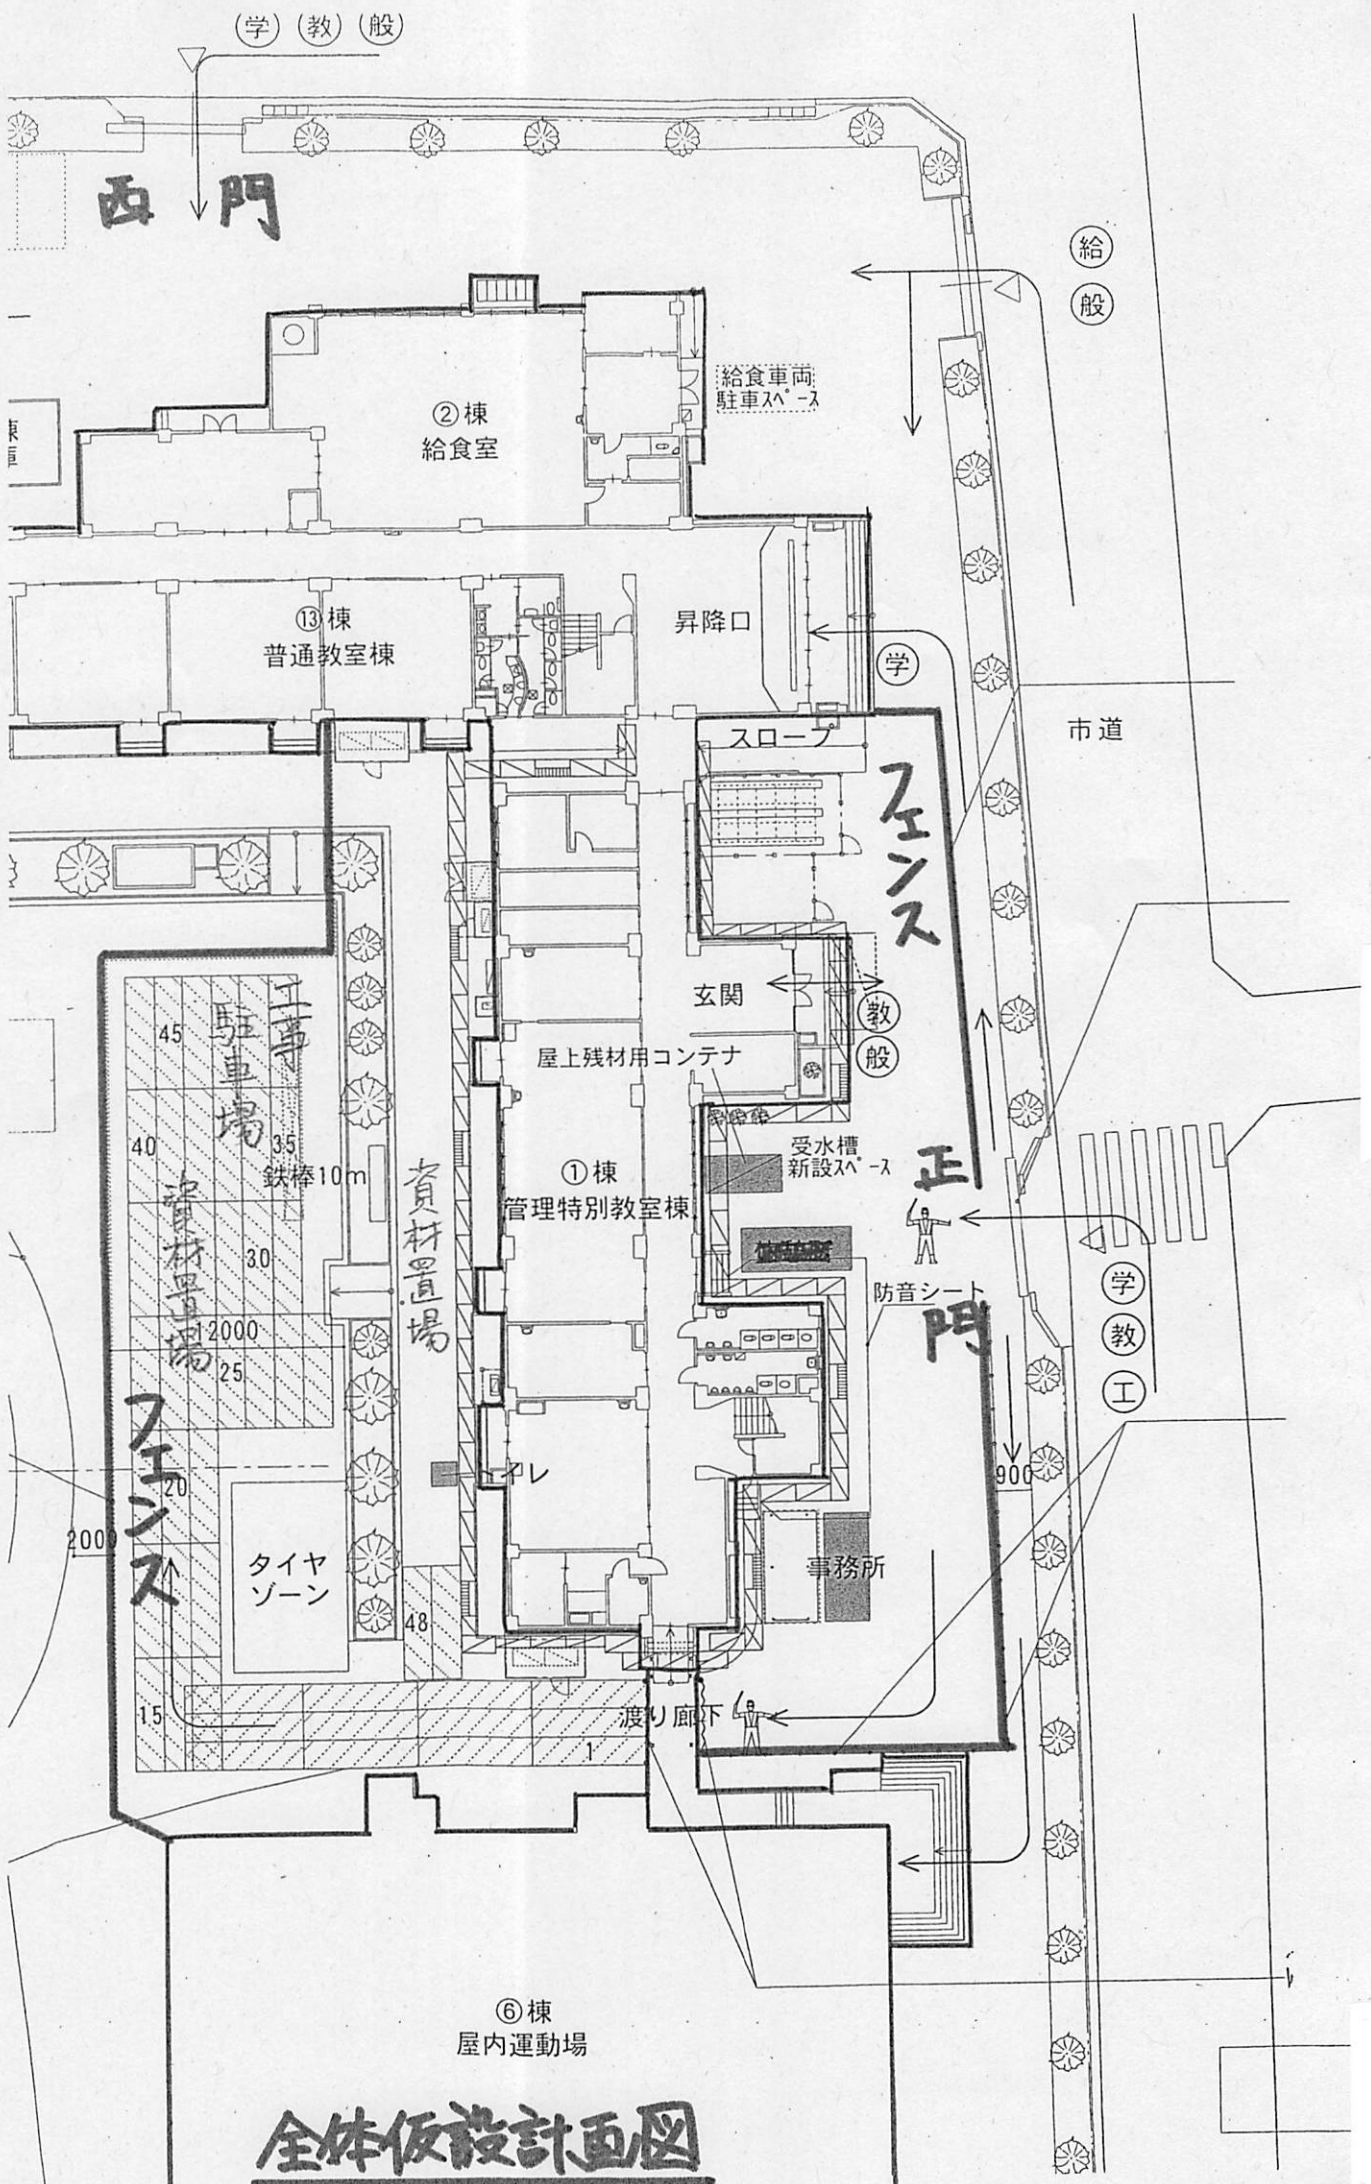 学 教 般
西門
給
般
給食車両
駐車スペース
②棟
給食室
⑬棟
普通教室棟
昇降口
学
市道
スロープ
フェンス
玄関
教
般
屋上残材用コンテナ
工事
駐車場
45
40
35
鉄棒10m
資材置場
資材置場
30
12000
25
①棟
管理特別教室棟
受水槽
新設スペース
正門
防音シート
学
教
工
フェンス
20
2000
トイレ
900
タイヤ
ゾーン
事務所
48
15
渡り廊下
1
⑥棟
屋内運動場
全体仮設計画図